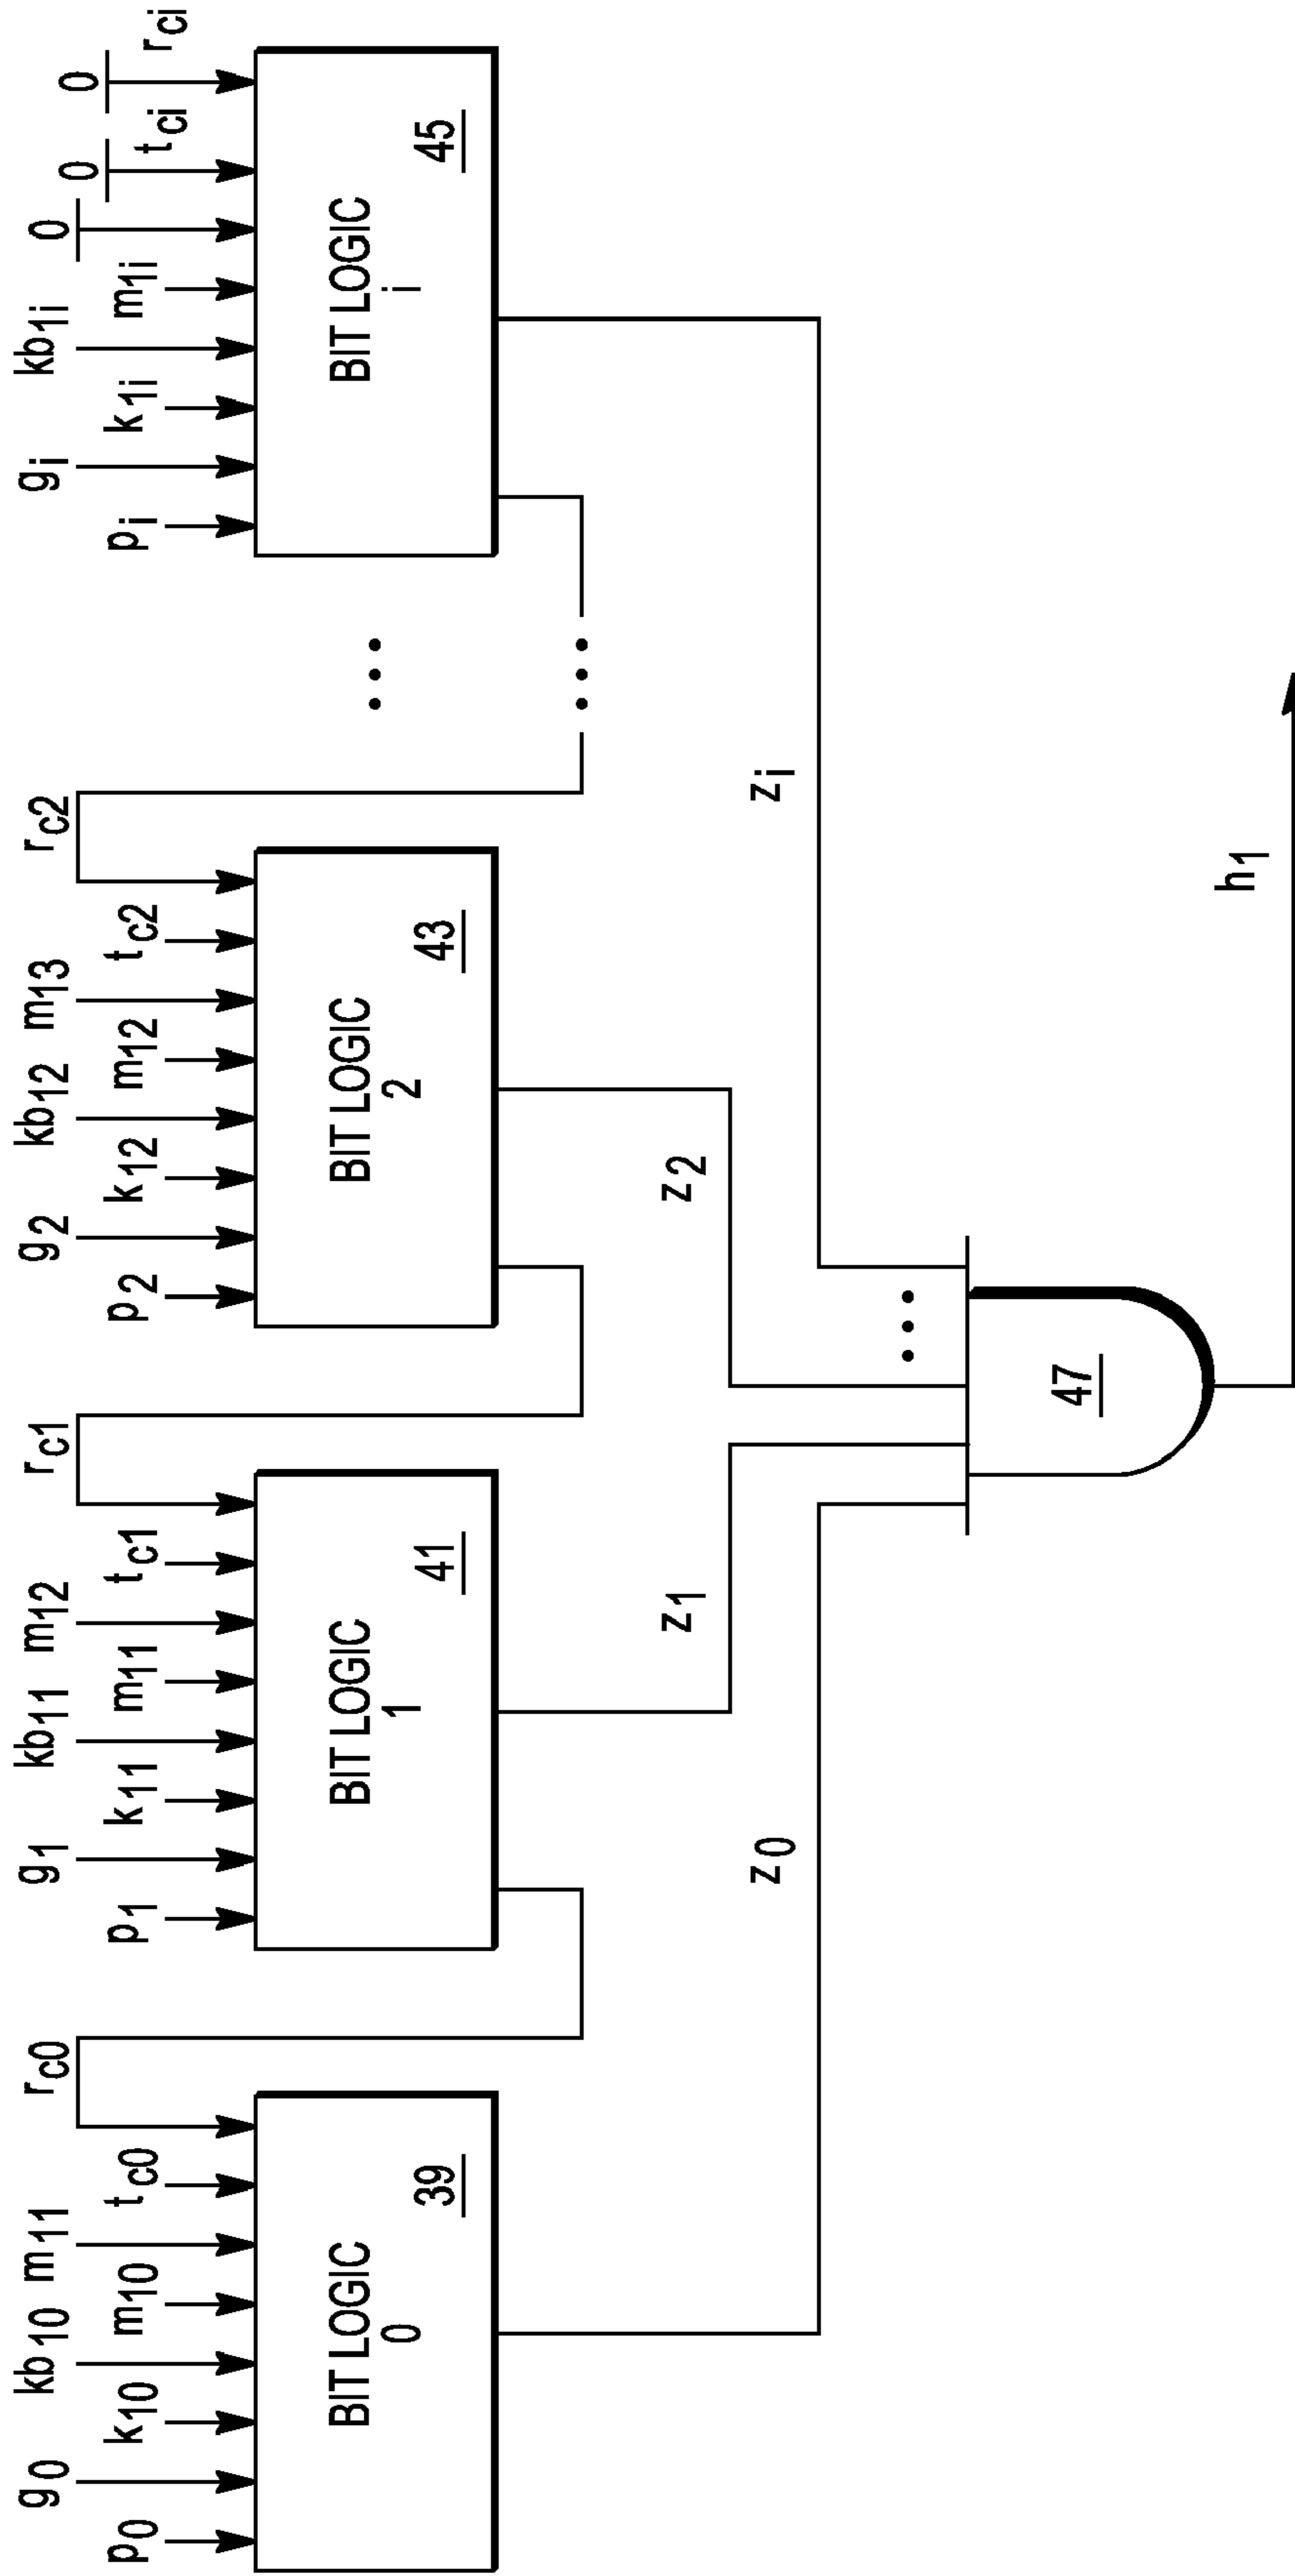 g0 kb10 m11 rc0 g1 kb11 m12 rc1 g2 kb12 m13 rc2 gi kb1i 0 0 0
p0 k10 m10 tc0 p1 k11 m11 tc1 p2 k12 m12 tc2 pi k1i m1i tci rci
BIT LOGIC
0
39
BIT LOGIC
1
41
BIT LOGIC
2
43
...
BIT LOGIC
i
45
...
z0
z1
z2
zi
...
47
h1